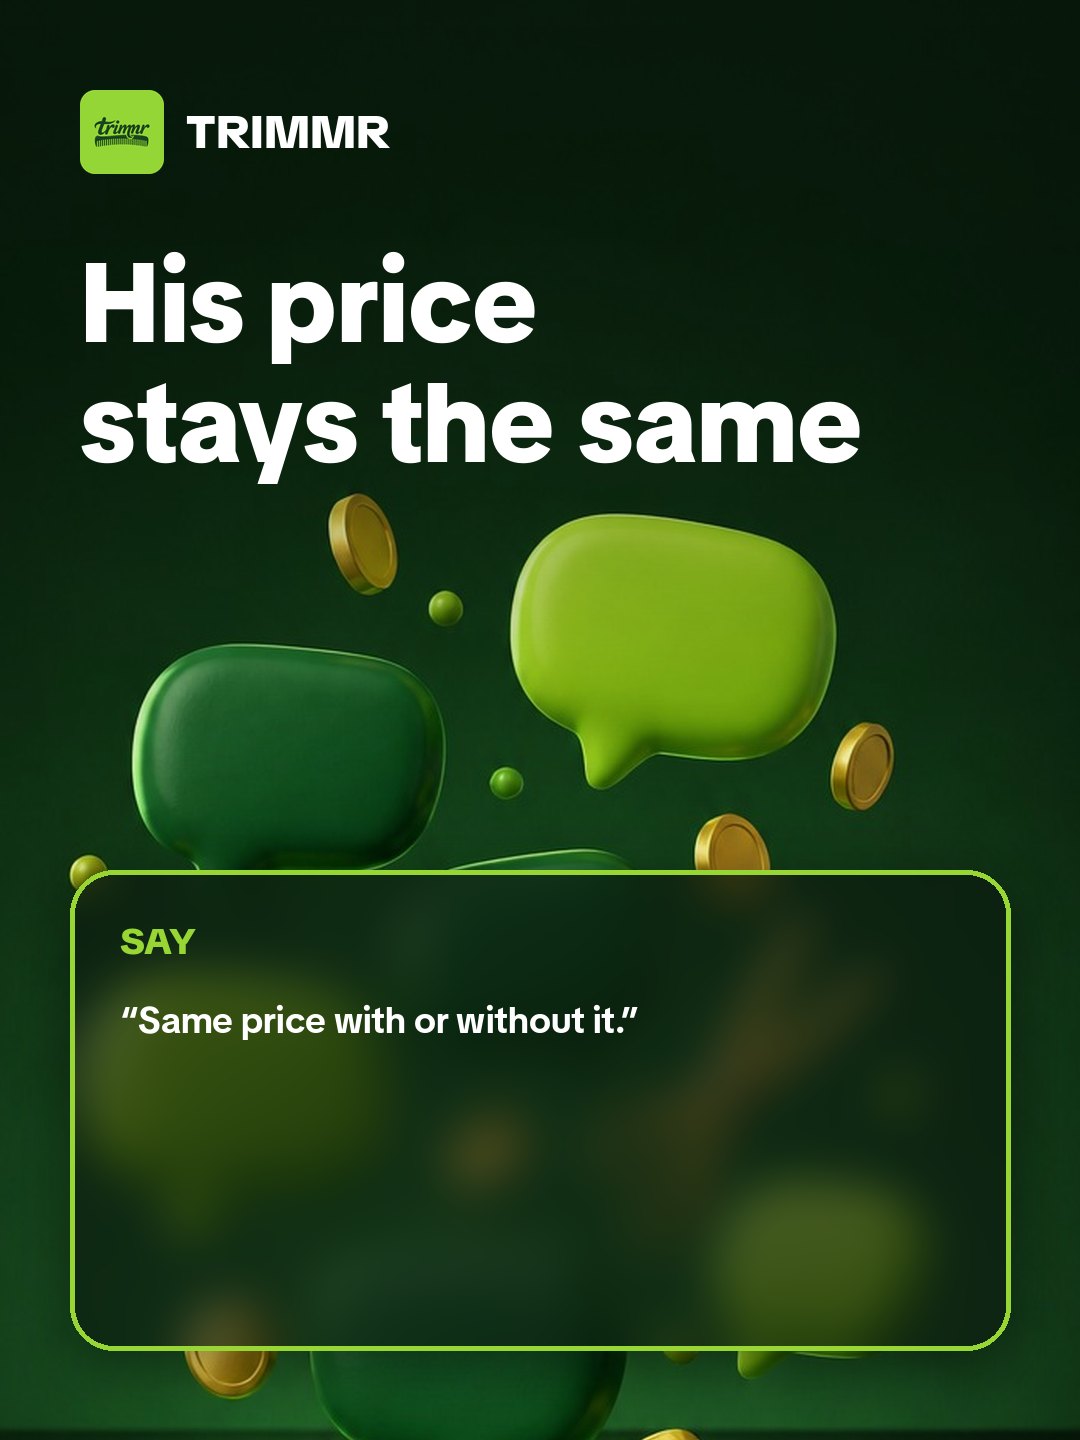 trimmr
TRIMMR
His price
stays the same
SAY
“Same price with or without it.”